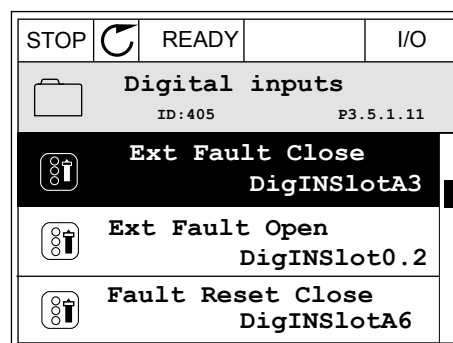 STOP READY I/O
Digital inputs
ID:405 P3.5.1.11
Ext Fault Close
DigINSlotA3
Ext Fault Open
DigINSlot0.2
Fault Reset Close
DigINSlotA6